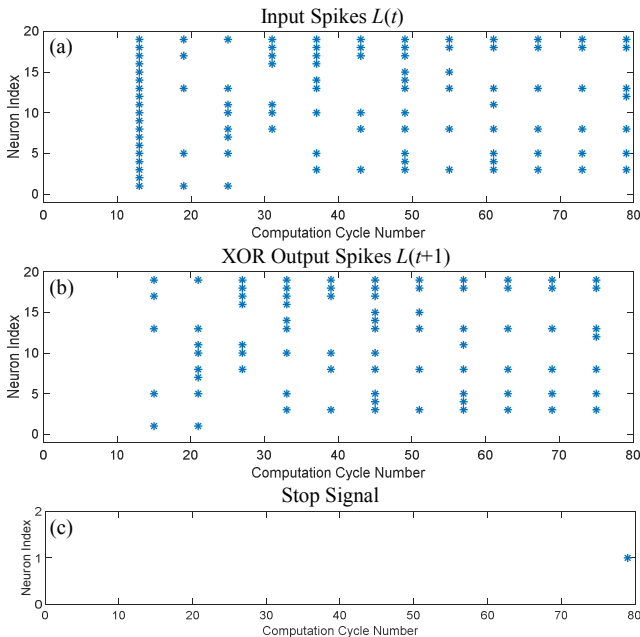 Input Spikes L(t)
(a)
Neuron Index
20
15
10
5
0
0 10 20 30 40 50 60 70 80
Computation Cycle Number
XOR Output Spikes L(t+1)
(b)
Neuron Index
20
15
10
5
0
0 10 20 30 40 50 60 70 80
Computation Cycle Number
Stop Signal
(c)
Neuron Index
2
1
0
0 10 20 30 40 50 60 70 80
Computation Cycle Number